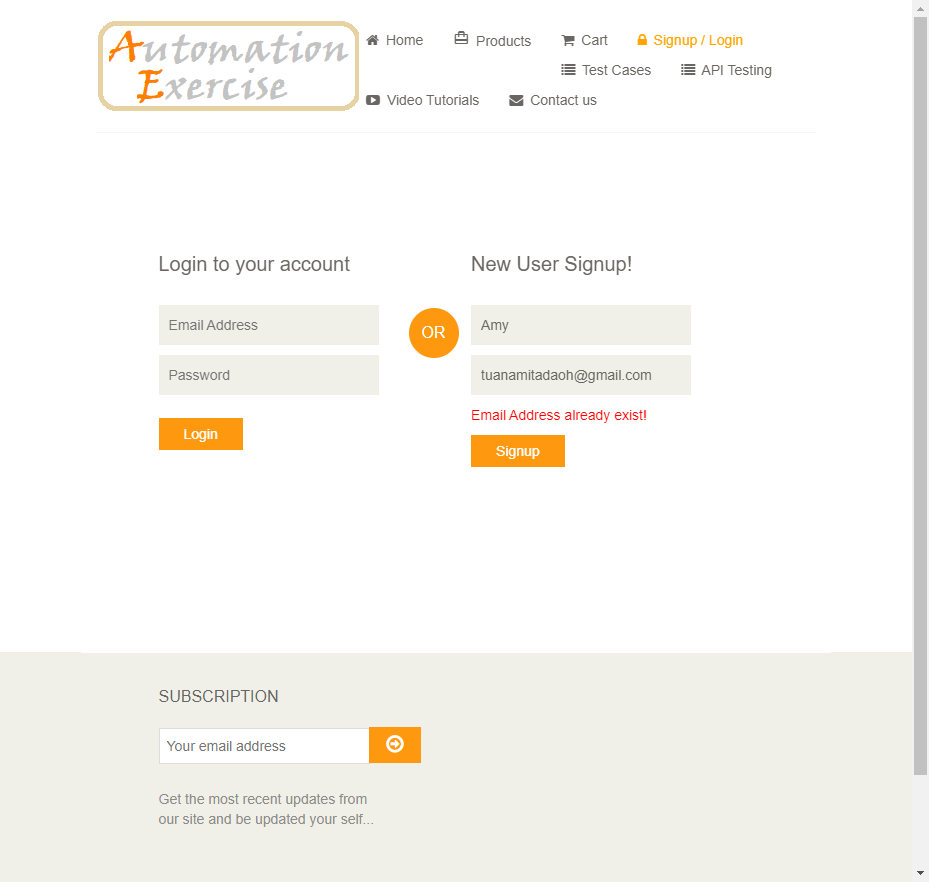 Automation
Exercise
Home
Products
Cart
Signup / Login
Test Cases
API Testing
Video Tutorials
Contact us
Login to your account
Email Address
Password
Login
OR
New User Signup!
Amy
tuanamitadaoh@gmail.com
Email Address already exist!
Signup
SUBSCRIPTION
Your email address
Get the most recent updates from
our site and be updated your self...